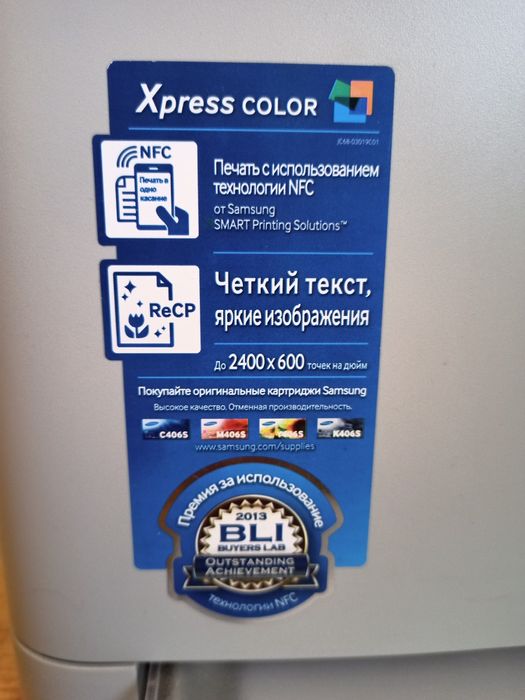 Xpress COLOR
JC68-03019C01
NFC
Печать в
одно
касание
Печать с использованием
технологии NFC
от Samsung
SMART Printing Solutions™
ReCP
Четкий текст,
яркие изображения
До 2400 x 600 точек на дюйм
Покупайте оригинальные картриджи Samsung
Высокое качество. Отменная производительность.
C406S M406S Y406S K406S
www.samsung.com/supplies
Премия за использование
2013
BLI
BUYERS LAB
OUTSTANDING
ACHIEVEMENT
технологии NFC